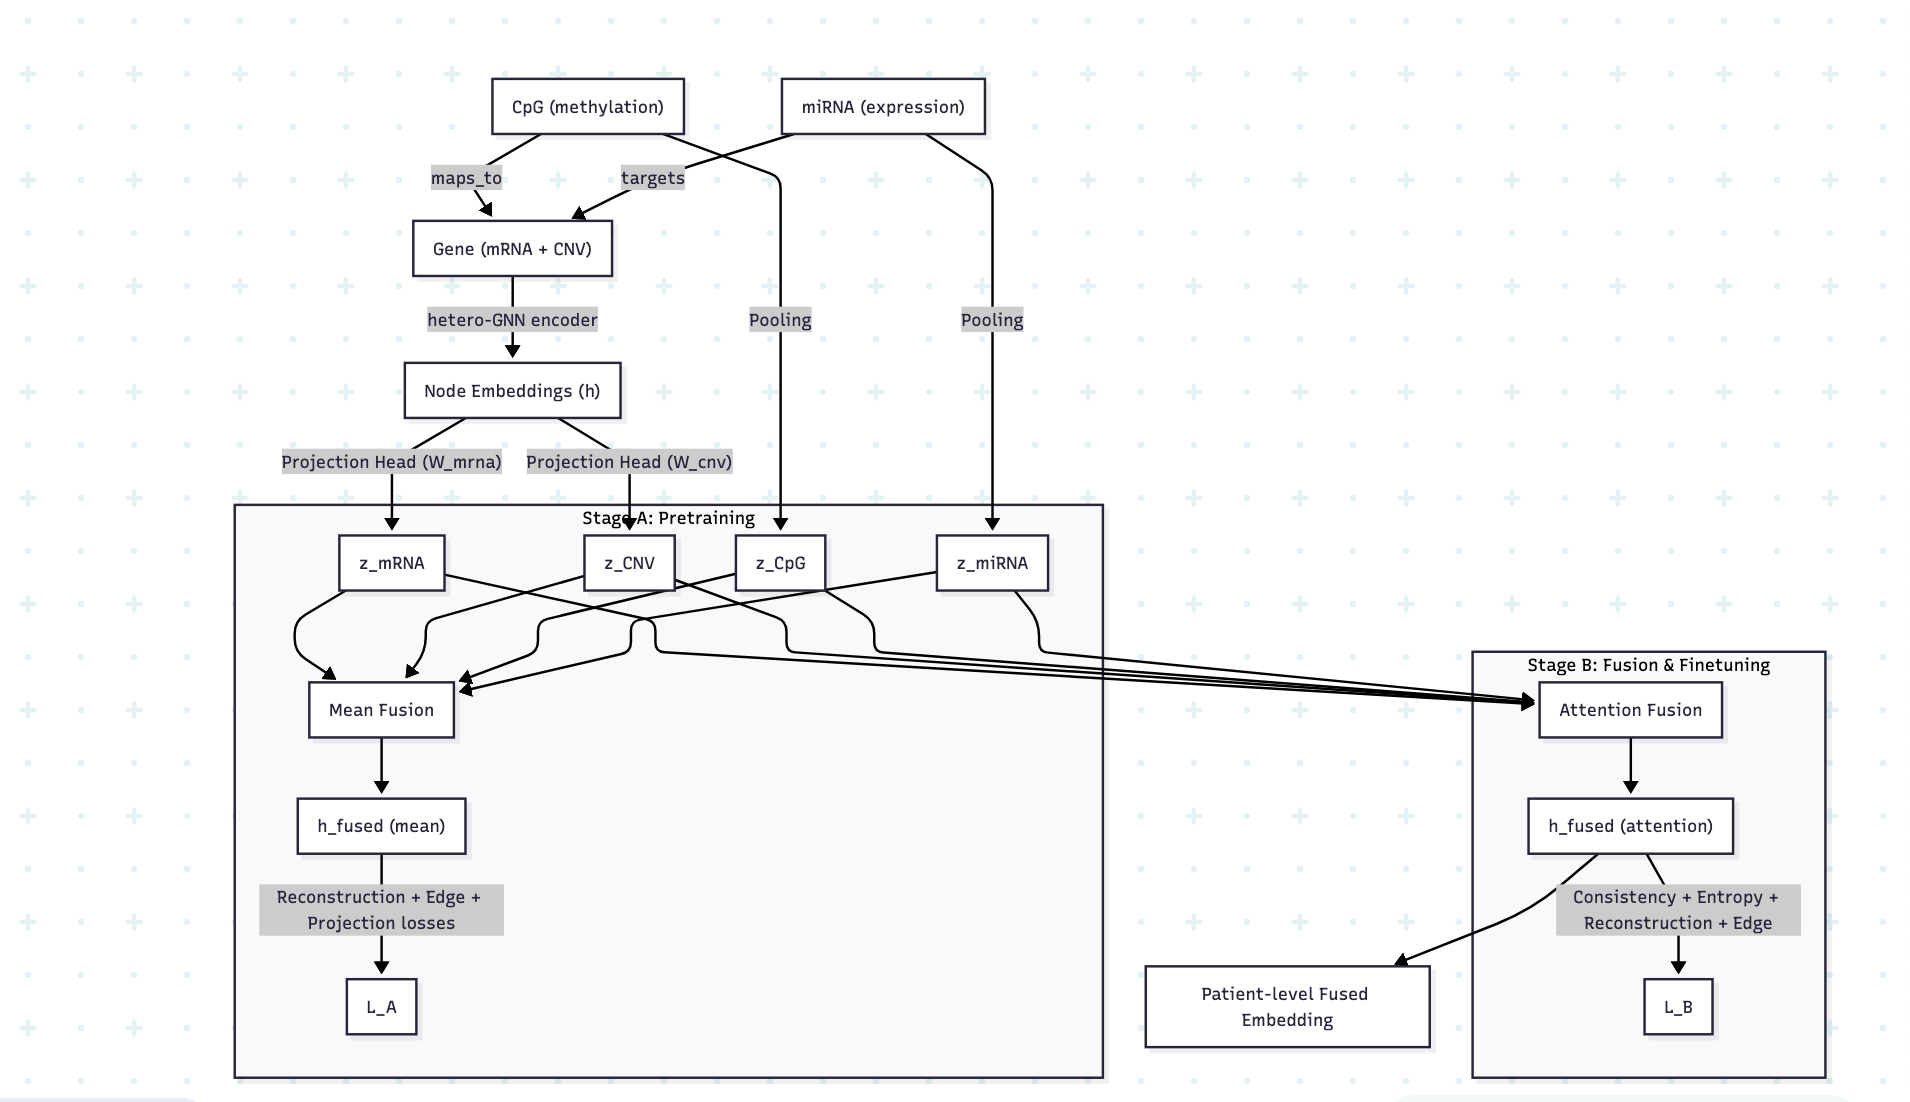 CpG (methylation)
miRNA (expression)
maps_to
targets
Gene (mRNA + CNV)
hetero-GNN encoder
Pooling
Pooling
Node Embeddings (h)
Projection Head (W_mrna)
Projection Head (W_cnv)
Stage A: Pretraining
z_mRNA
z_CNV
z_CpG
z_miRNA
Stage B: Fusion & Finetuning
Mean Fusion
Attention Fusion
h_fused (mean)
h_fused (attention)
Reconstruction + Edge +
Projection losses
Consistency + Entropy +
Reconstruction + Edge
Patient-level Fused
Embedding
L_A
L_B